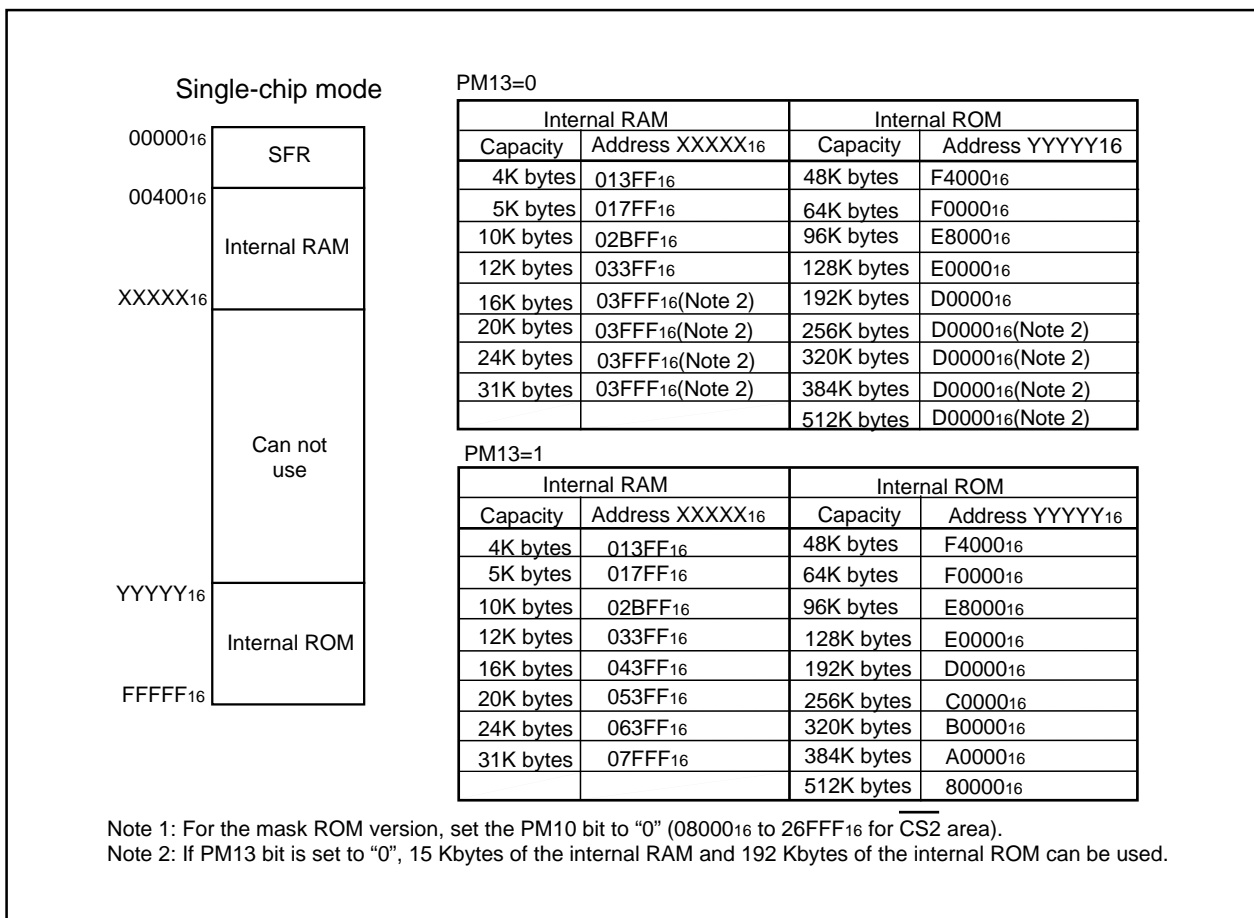 Single-chip mode
0000016
SFR
0040016
Internal RAM
XXXXX16
Can not
use
YYYYY16
Internal ROM
FFFFF16
PM13=0
Internal RAM Internal ROM
Capacity Address XXXXX16 Capacity Address YYYYY16
4K bytes 013FF16 48K bytes F400016
5K bytes 017FF16 64K bytes F000016
10K bytes 02BFF16 96K bytes E800016
12K bytes 033FF16 128K bytes E000016
16K bytes 03FFF16(Note 2) 192K bytes D000016
20K bytes 03FFF16(Note 2) 256K bytes D000016(Note 2)
24K bytes 03FFF16(Note 2) 320K bytes D000016(Note 2)
31K bytes 03FFF16(Note 2) 384K bytes D000016(Note 2)
512K bytes D000016(Note 2)
PM13=1
Internal RAM Internal ROM
Capacity Address XXXXX16 Capacity Address YYYYY16
4K bytes 013FF16 48K bytes F400016
5K bytes 017FF16 64K bytes F000016
10K bytes 02BFF16 96K bytes E800016
12K bytes 033FF16 128K bytes E000016
16K bytes 043FF16 192K bytes D000016
20K bytes 053FF16 256K bytes C000016
24K bytes 063FF16 320K bytes B000016
31K bytes 07FFF16 384K bytes A000016
512K bytes 8000016
Note 1: For the mask ROM version, set the PM10 bit to “0” (0800016 to 26FFF16 for CS2 area).
Note 2: If PM13 bit is set to “0”, 15 Kbytes of the internal RAM and 192 Kbytes of the internal ROM can be used.